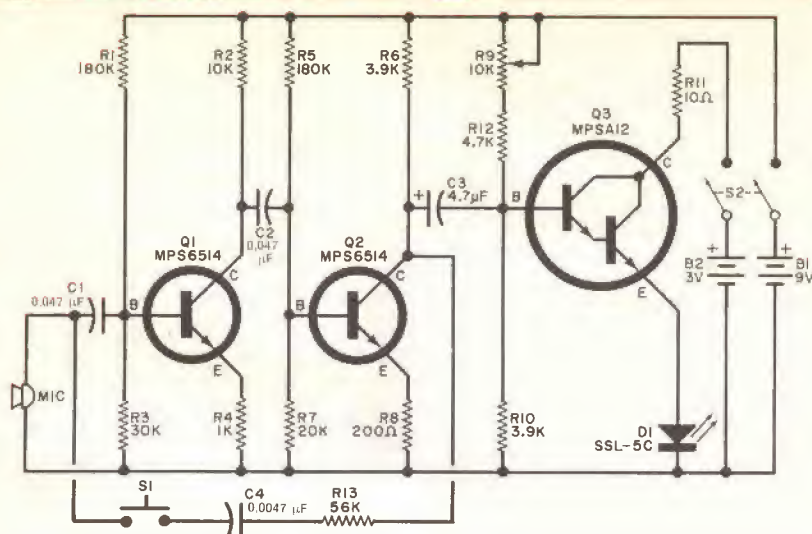 R1
180K
R2
10K
R5
180K
R6
3.9K
R9
10K
R11
10Ω
R12
4.7K
Q3
MPSA12
C
B
E
C3
4.7µF
+
S2
C2
0.047
µF
Q1
MPS6514
C
B
E
Q2
MPS6514
C
B
E
C1
0.047 µF
+
B2
3V
+
B1
9V
MIC
R3
30K
R4
1K
R7
20K
R8
200Ω
R10
3.9K
D1
SSL-5C
S1
C4
0.0047 µF
R13
56K